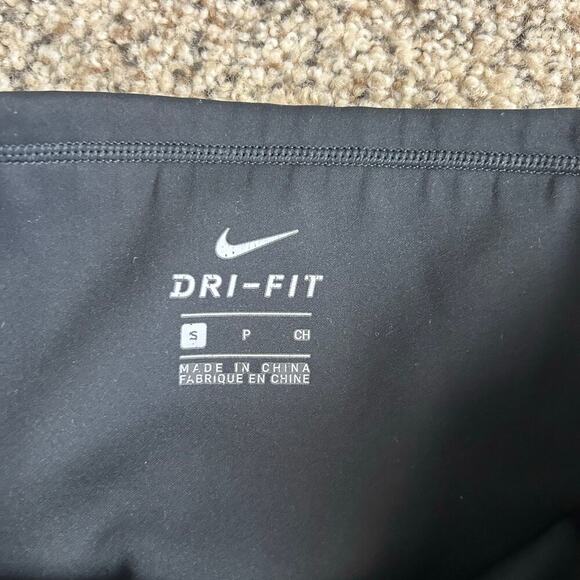 DRI-FIT
S P CH
MADE IN CHINA
FABRIQUE EN CHINE